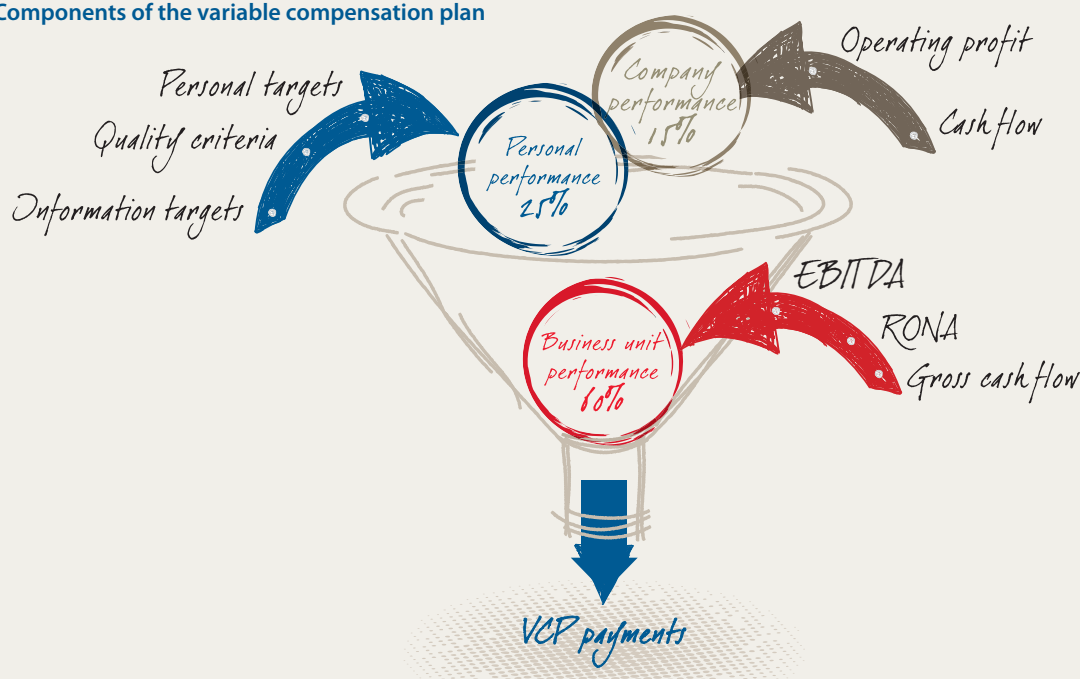 Components of the variable compensation plan
Personal targets
Quality criteria
Information targets
Personal
performance
25%
Company
performance
15%
Operating profit
Cash flow
Business unit
performance
60%
EBITDA
RONA
Gross cash flow
VCP payments